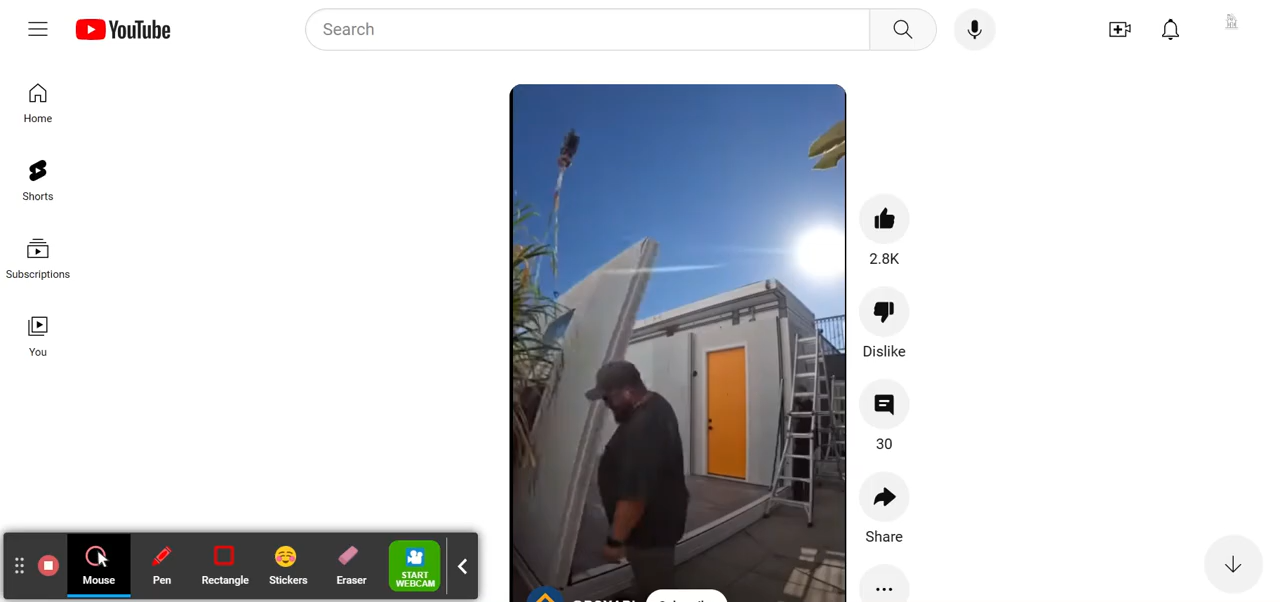 YouTube
Search
Home
Shorts
Subscriptions
You
2.8K
Dislike
30
Share
Mouse
Pen
Rectangle
Stickers
Eraser
START
WEBCAM